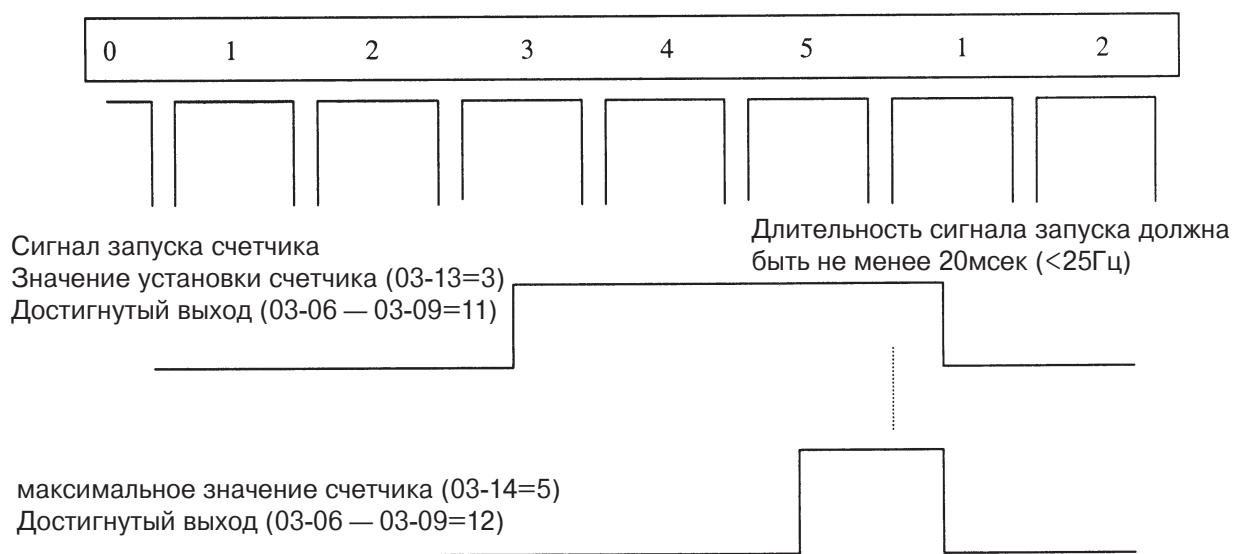 0 1 2 3 4 5 1 2
Сигнал запуска счетчика
Значение установки счетчика (03-13=3)
Достигнутый выход (03-06 — 03-09=11)
Длительность сигнала запуска должна
быть не менее 20мсек (<25Гц)
максимальное значение счетчика (03-14=5)
Достигнутый выход (03-06 — 03-09=12)